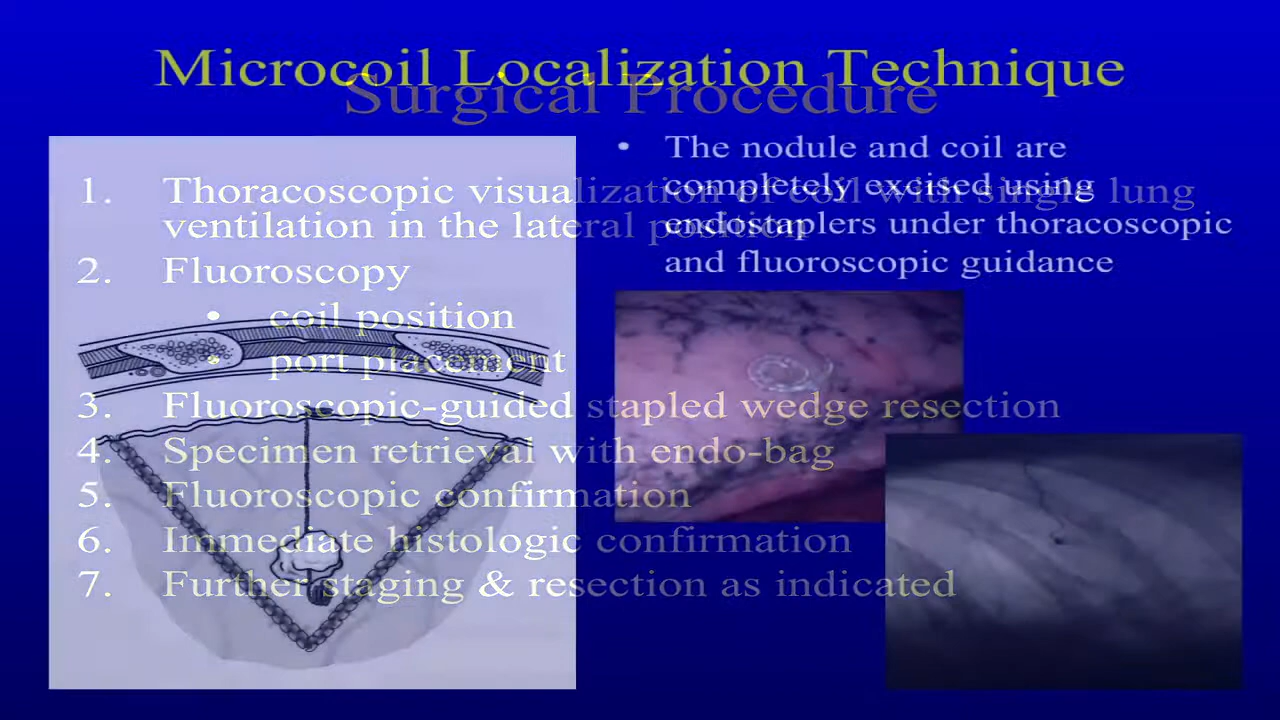 Microcoil Localization Technique
Surgical Procedure
• The nodule and coil are
completely excised using
endostaplers under thoracoscopic
and fluoroscopic guidance
1. Thoracoscopic visualization of coil with single lung
ventilation in the lateral position
2. Fluoroscopy
• coil position
• port placement
3. Fluoroscopic-guided stapled wedge resection
4. Specimen retrieval with endo-bag
5. Fluoroscopic confirmation
6. Immediate histologic confirmation
7. Further staging & resection as indicated